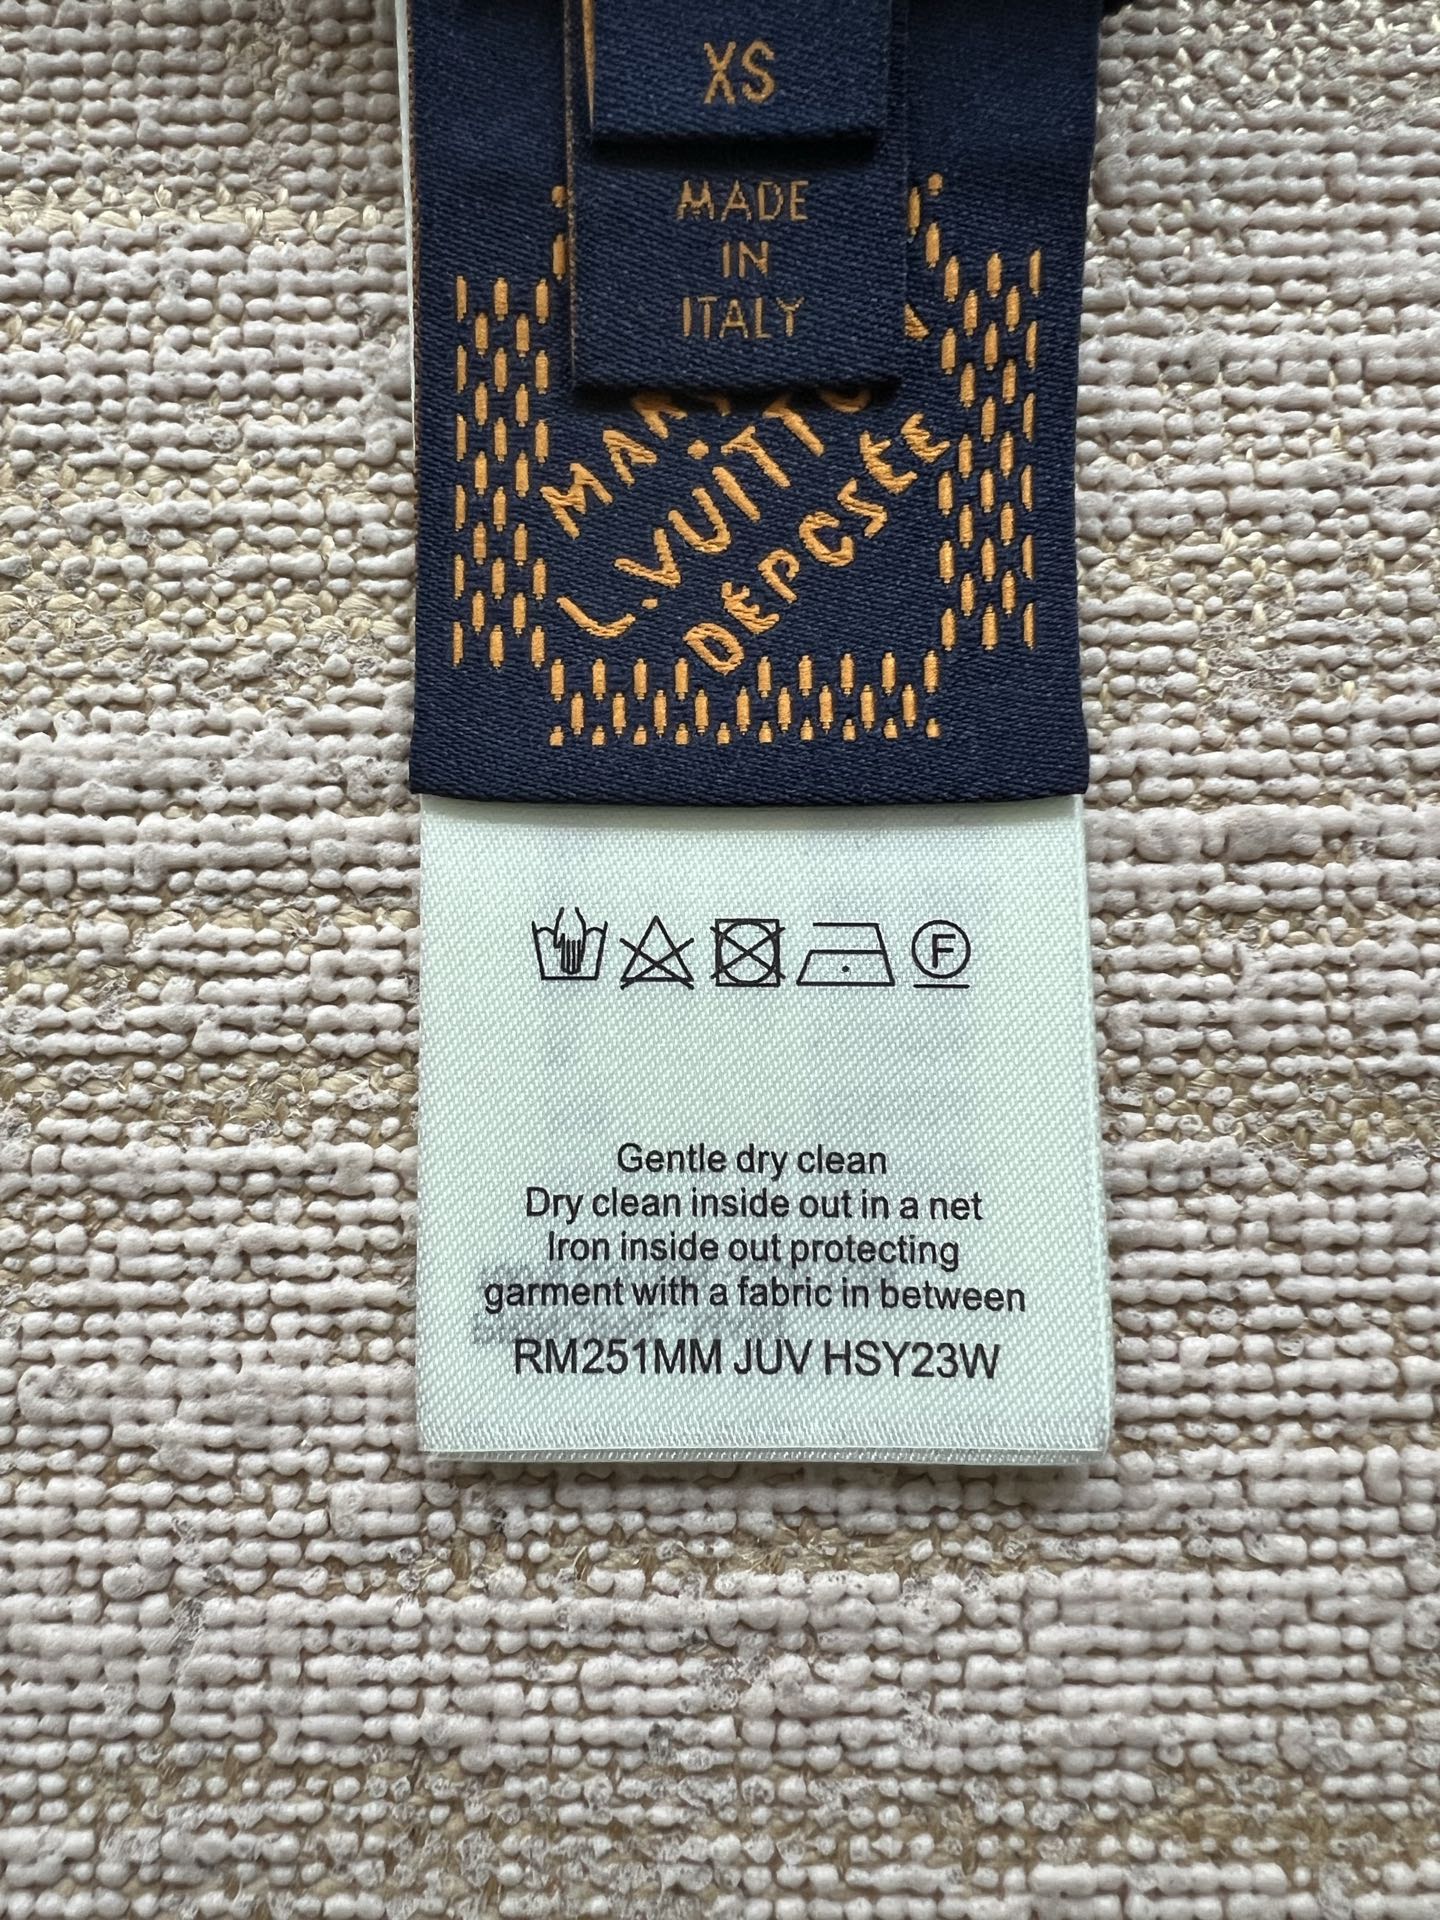 XS
MADE
IN
ITALY
L.VUITTO
DEPCStE
F
Gentle dry clean
Dry clean inside out in a net
Iron inside out protecting
garment with a fabric in between
RM251MM JUV HSY23W